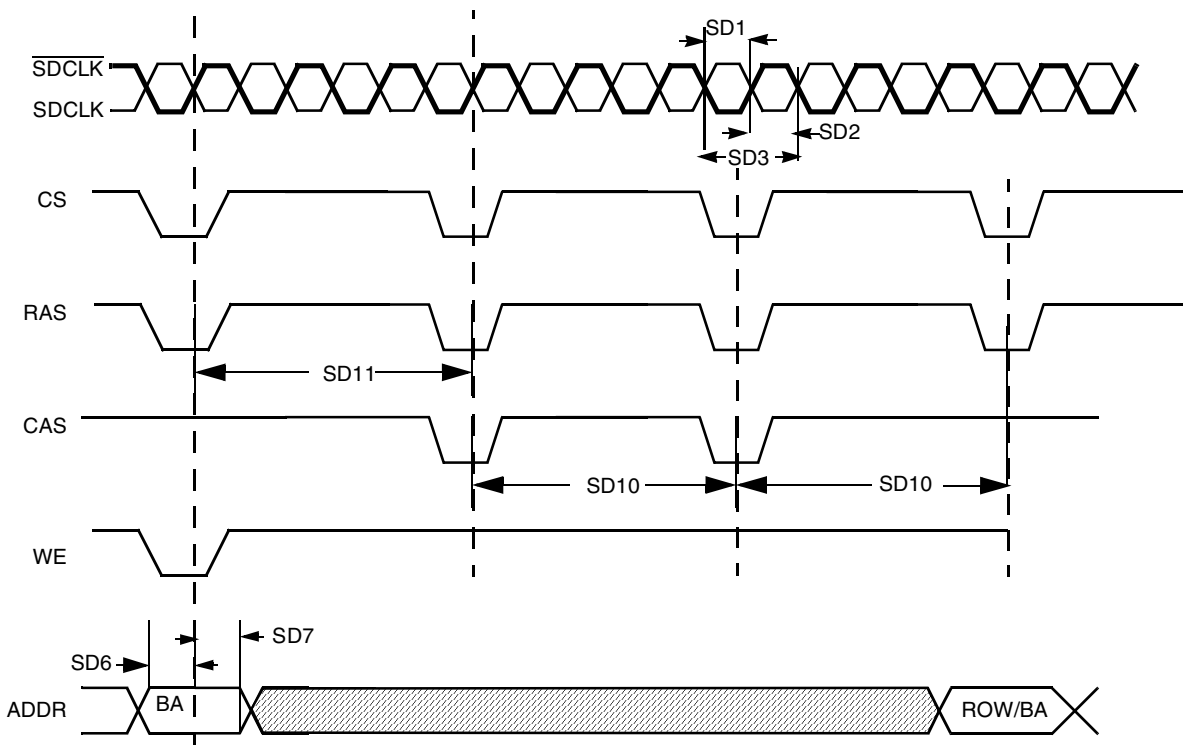 SD1
SDCLK
SDCLK
SD2
SD3
CS
RAS
SD11
CAS
SD10
SD10
WE
SD7
SD6
ADDR
BA
ROW/BA